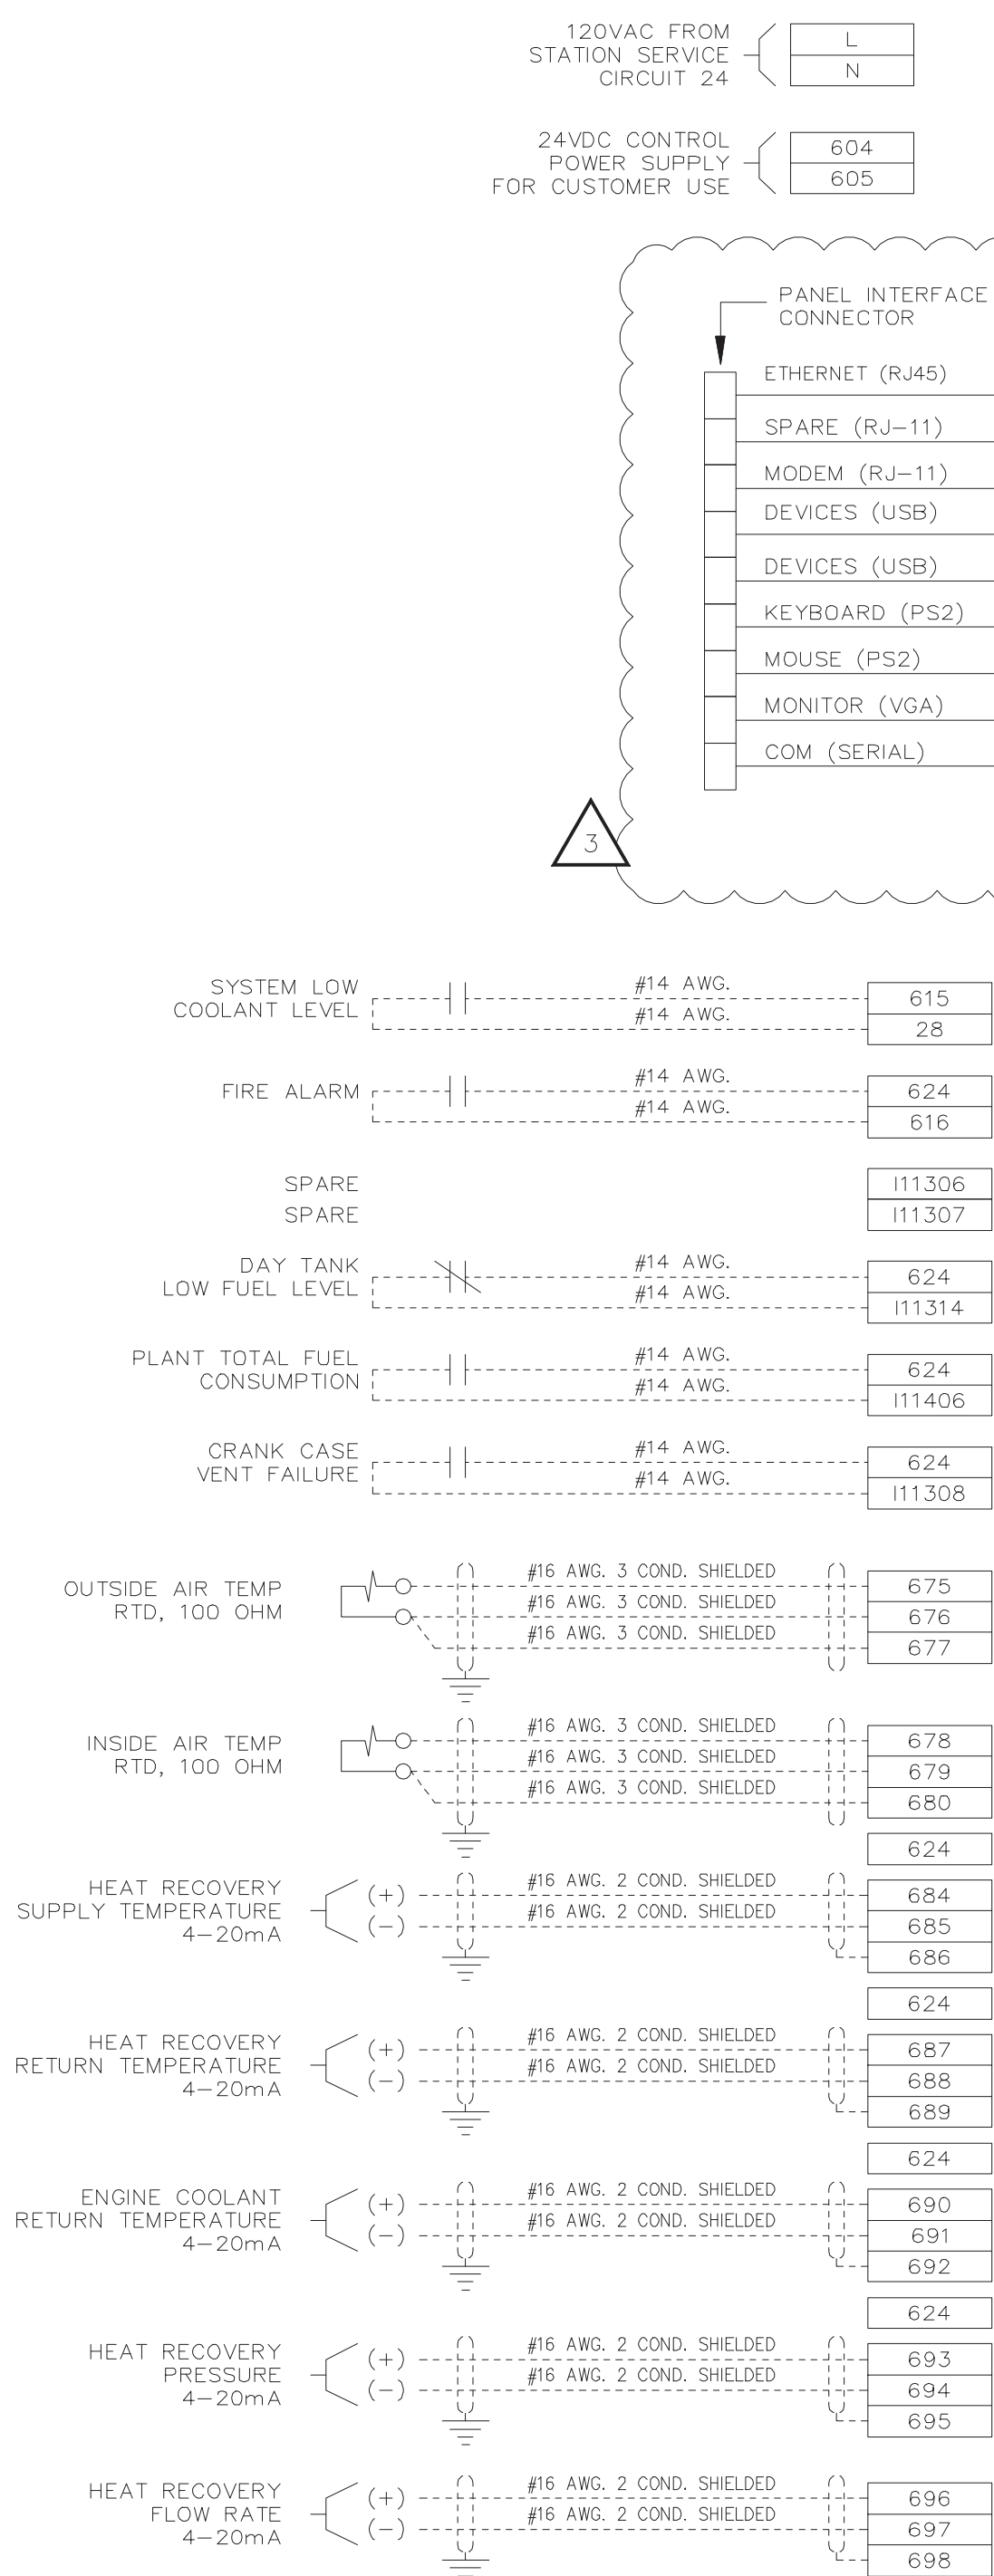 120VAC FROM
STATION SERVICE
CIRCUIT 24
L
N
24VDC CONTROL
POWER SUPPLY
FOR CUSTOMER USE
604
605
PANEL INTERFACE
CONNECTOR
ETHERNET (RJ45)
SPARE (RJ-11)
MODEM (RJ-11)
DEVICES (USB)
DEVICES (USB)
KEYBOARD (PS2)
MOUSE (PS2)
MONITOR (VGA)
COM (SERIAL)
3
SYSTEM LOW
COOLANT LEVEL
#14 AWG.
#14 AWG.
615
28
FIRE ALARM
#14 AWG.
#14 AWG.
624
616
SPARE
SPARE
I11306
I11307
DAY TANK
LOW FUEL LEVEL
#14 AWG.
#14 AWG.
624
I11314
PLANT TOTAL FUEL
CONSUMPTION
#14 AWG.
#14 AWG.
624
I11406
CRANK CASE
VENT FAILURE
#14 AWG.
#14 AWG.
624
I11308
OUTSIDE AIR TEMP
RTD, 100 OHM
#16 AWG. 3 COND. SHIELDED
#16 AWG. 3 COND. SHIELDED
#16 AWG. 3 COND. SHIELDED
675
676
677
INSIDE AIR TEMP
RTD, 100 OHM
#16 AWG. 3 COND. SHIELDED
#16 AWG. 3 COND. SHIELDED
#16 AWG. 3 COND. SHIELDED
678
679
680
624
HEAT RECOVERY
SUPPLY TEMPERATURE
4-20mA
(+)
(-)
#16 AWG. 2 COND. SHIELDED
#16 AWG. 2 COND. SHIELDED
684
685
686
624
HEAT RECOVERY
RETURN TEMPERATURE
4-20mA
(+)
(-)
#16 AWG. 2 COND. SHIELDED
#16 AWG. 2 COND. SHIELDED
687
688
689
624
ENGINE COOLANT
RETURN TEMPERATURE
4-20mA
(+)
(-)
#16 AWG. 2 COND. SHIELDED
#16 AWG. 2 COND. SHIELDED
690
691
692
624
HEAT RECOVERY
PRESSURE
4-20mA
(+)
(-)
#16 AWG. 2 COND. SHIELDED
#16 AWG. 2 COND. SHIELDED
693
694
695
HEAT RECOVERY
FLOW RATE
4-20mA
(+)
(-)
#16 AWG. 2 COND. SHIELDED
#16 AWG. 2 COND. SHIELDED
696
697
698